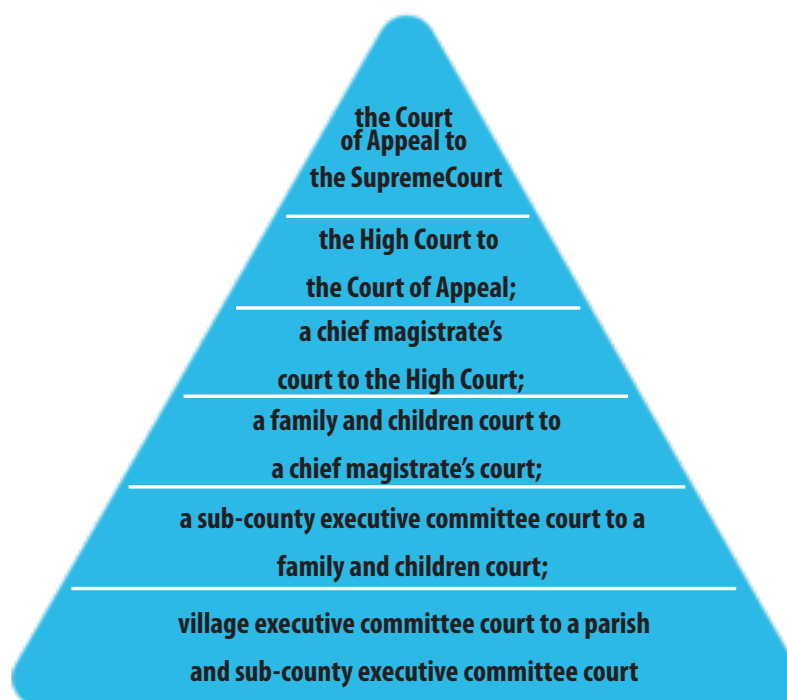 the Court
of Appeal to
the SupremeCourt
the High Court to
the Court of Appeal;
a chief magistrate’s
court to the High Court;
a family and children court to
a chief magistrate’s court;
a sub-county executive committee court to a
family and children court;
village executive committee court to a parish
and sub-county executive committee court